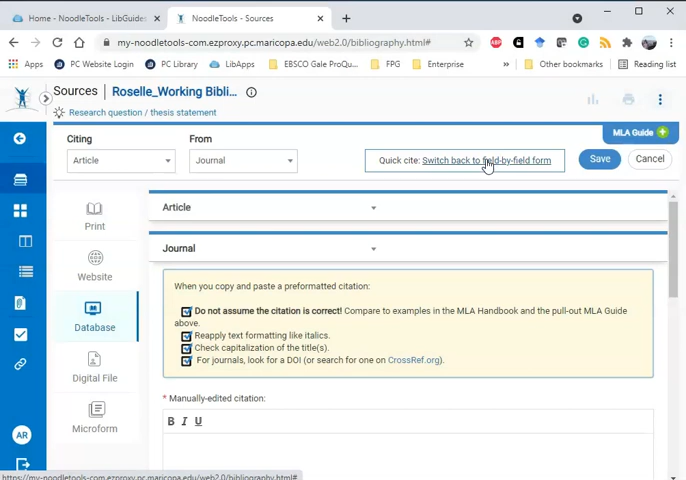 Home - LibGuides
NoodleTools - Sources
my-noodletools-com.ezproxy.pc.maricopa.edu/web2.0/bibliography.html#
Apps
PC Website Login
PC Library
LibApps
EBSCO Gale ProQu...
FPG
Enterprise
»
Other bookmarks
Reading list
Sources
Roselle_Working Bibli...
Research question / thesis statement
MLA Guide
Citing
From
Article
Journal
Quick cite: Switch back to field-by-field form
Save
Cancel
Print
Website
Database
Digital File
Microform
Article
Journal
When you copy and paste a preformatted citation:
Do not assume the citation is correct! Compare to examples in the MLA Handbook and the pull-out MLA Guide
above.
Reapply text formatting like italics.
Check capitalization of the title(s).
For journals, look for a DOI (or search for one on CrossRef.org).
* Manually-edited citation:
B I U
AR
https://my-noodletools-com.ezproxy.pc.maricopa.edu/web2.0/bibliography.html#